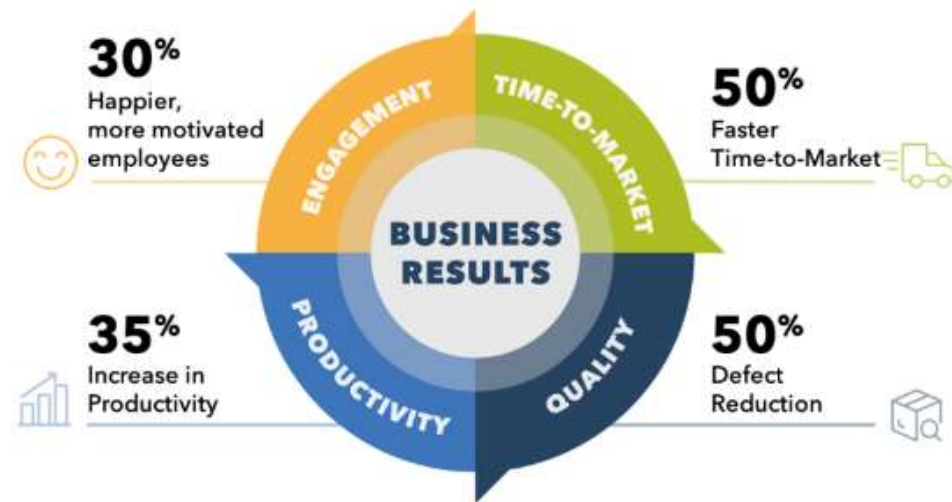 30%
Happier,
more motivated
employees
ENGAGEMENT
TIME-TO-MARKET
50%
Faster
Time-to-Market
BUSINESS
RESULTS
35%
Increase in
Productivity
PRODUCTIVITY
QUALITY
50%
Defect
Reduction